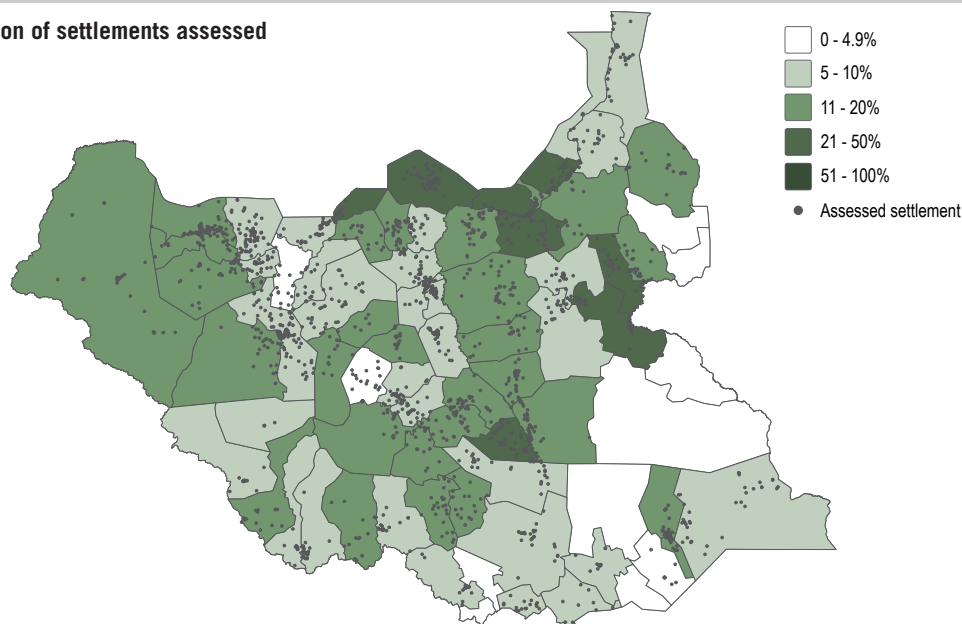 on of settlements assessed
0 - 4.9%
5 - 10%
11 - 20%
21 - 50%
51 - 100%
Assessed settlement